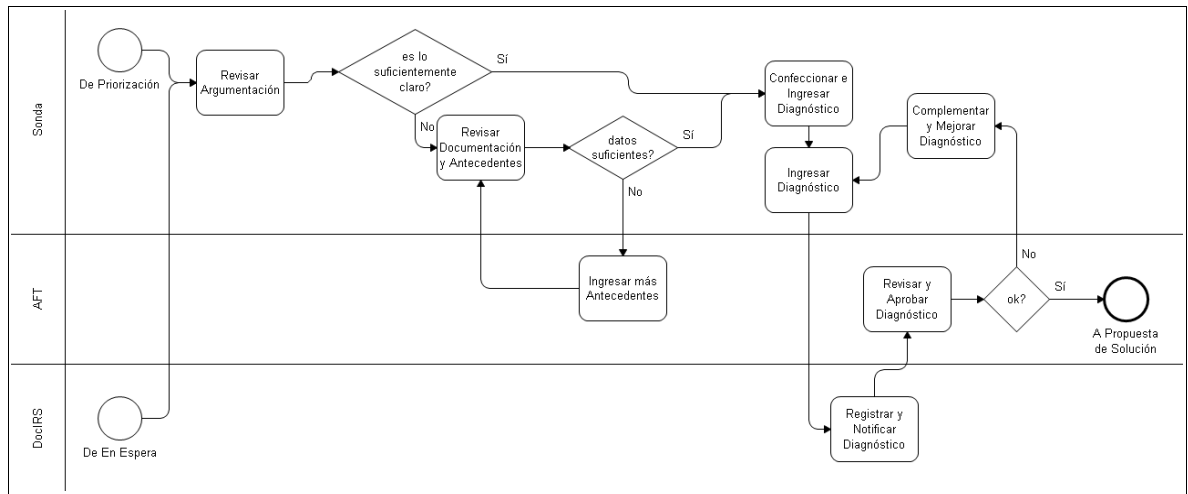 Sonda
De Priorización
Revisar
Argumentación
es lo
suficientemente
claro?
Sí
No
Revisar
Documentación
y Antecedentes
datos
suficientes?
Sí
No
Confeccionar e
Ingresar
Diagnóstico
Ingresar
Diagnóstico
Complementar
y Mejorar
Diagnóstico
AFT
Ingresar más
Antecedentes
Revisar y
Aprobar
Diagnóstico
No
ok?
Sí
A Propuesta
de Solución
DocIRS
De En Espera
Registrar y
Notificar
Diagnóstico